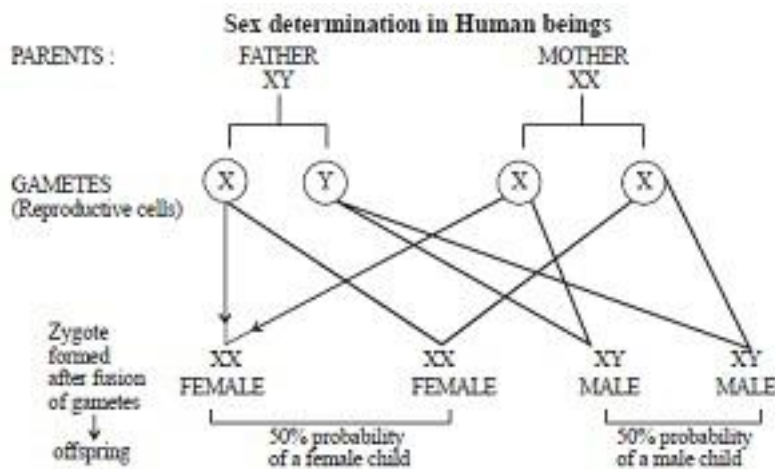 Sex determination in Human beings
PARENTS : FATHER MOTHER
XY XX
GAMETES
(Reproductive cells)
X Y X X
Zygote
formed
after fusion
of gametes
offspring
XX XX XY XY
FEMALE FEMALE MALE MALE
50% probability
of a female child
50% probability
of a male child